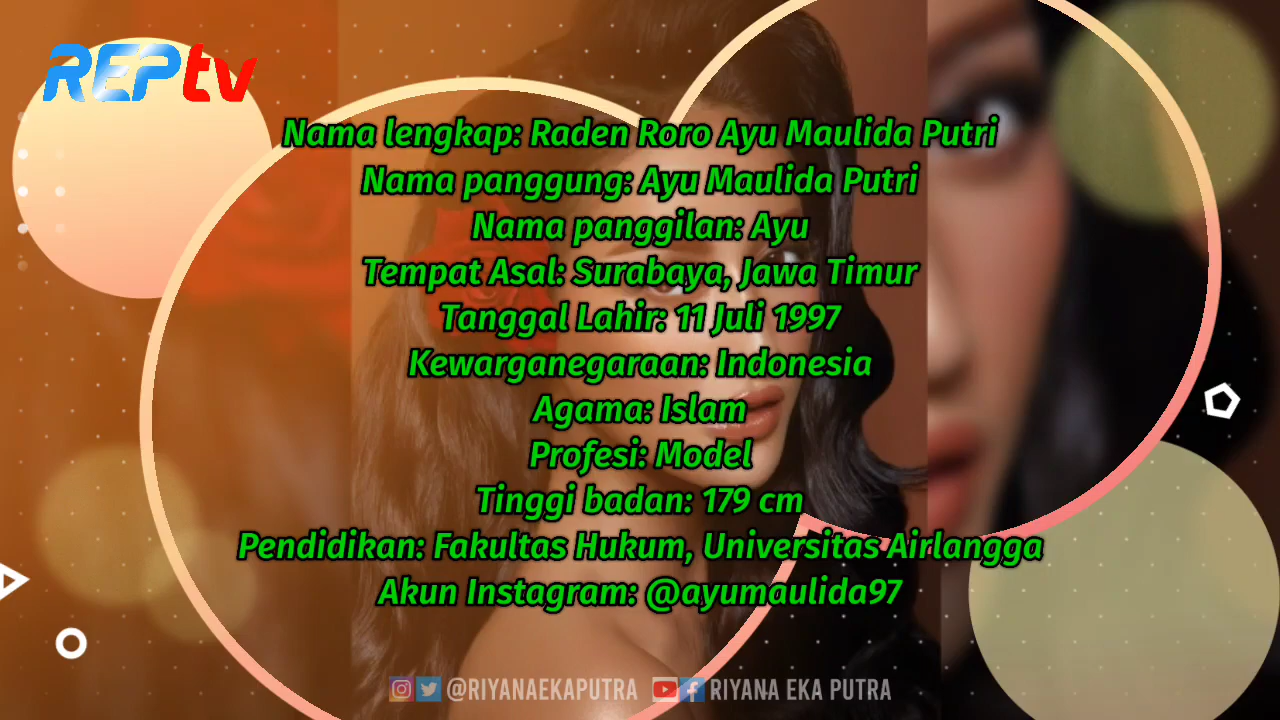 REPtv
Nama lengkap: Raden Roro Ayu Maulida Putri
Nama panggung: Ayu Maulida Putri
Nama panggilan: Ayu
Tempat Asal: Surabaya, Jawa Timur
Tanggal Lahir: 11 Juli 1997
Kewarganegaraan: Indonesia
Agama: Islam
Profesi: Model
Tinggi badan: 179 cm
Pendidikan: Fakultas Hukum, Universitas Airlangga
Akun Instagram: @ayumaulida97
@RIYANAEKAPUTRA RIYANA EKA PUTRA